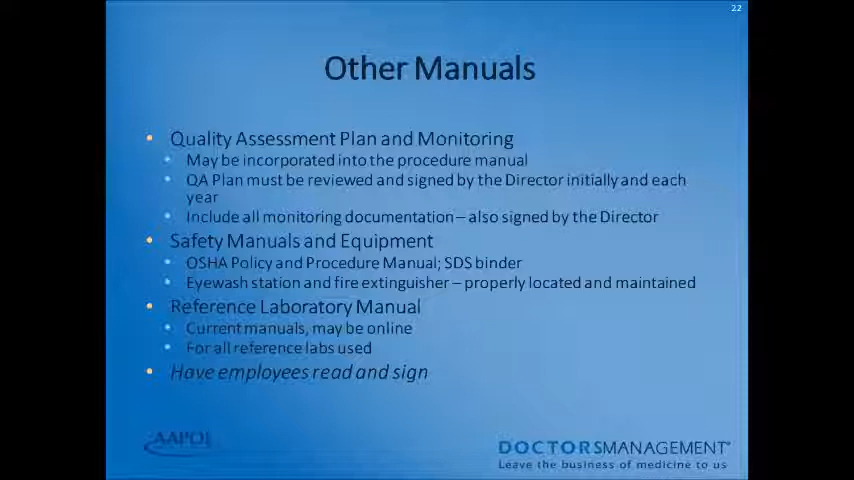 22
Other Manuals
• Quality Assessment Plan and Monitoring
• May be incorporated into the procedure manual
• QA Plan must be reviewed and signed by the Director initially and each
year
• Include all monitoring documentation – also signed by the Director
• Safety Manuals and Equipment
• OSHA Policy and Procedure Manual; SDS binder
• Eyewash station and fire extinguisher – properly located and maintained
• Reference Laboratory Manual
• Current manuals, may be online
• For all reference labs used
• Have employees read and sign
AAPOL
DOCTORSMANAGEMENT®
Leave the business of medicine to us